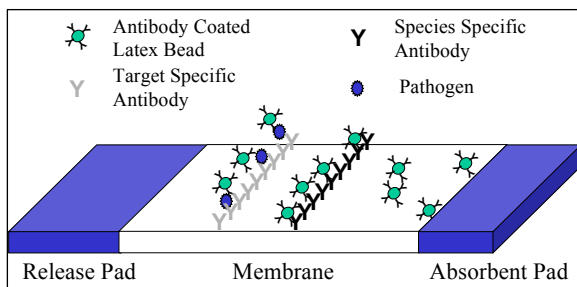 Antibody Coated
Latex Bead
Target Specific
Antibody
Species Specific
Antibody
Pathogen
Release Pad
Membrane
Absorbent Pad